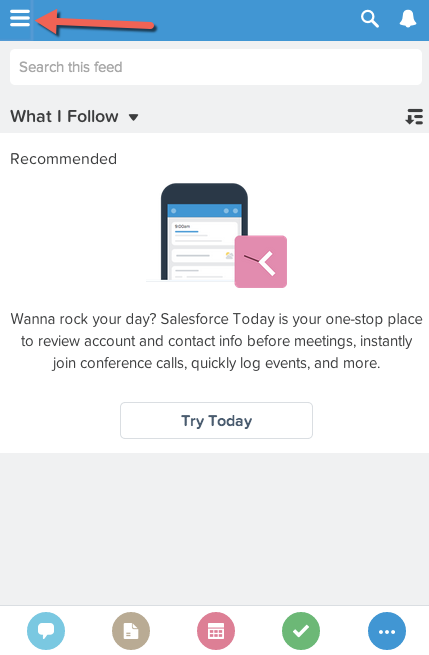 Search this feed
What I Follow
Recommended
9:00am
Wanna rock your day? Salesforce Today is your one-stop place
to review account and contact info before meetings, instantly
join conference calls, quickly log events, and more.
Try Today